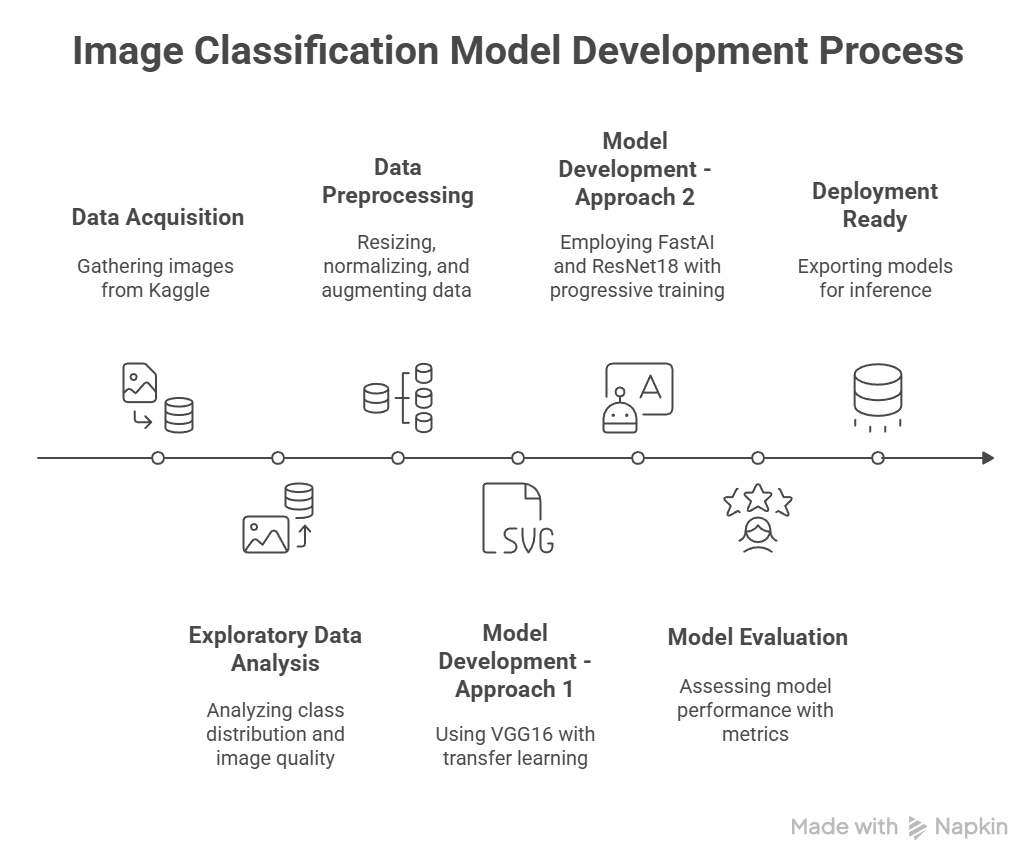 Image Classification Model Development Process
Data Acquisition
Gathering images
from Kaggle
Exploratory Data
Analysis
Analyzing class
distribution and
image quality
Data
Preprocessing
Resizing,
normalizing, and
augmenting data
SVG
Model
Development -
Approach 1
Using VGG16 with
transfer learning
Model
Development -
Approach 2
Employing FastAI
and ResNet18 with
progressive training
A
Model Evaluation
Assessing model
performance with
metrics
Deployment
Ready
Exporting models
for inference
Made with Napkin